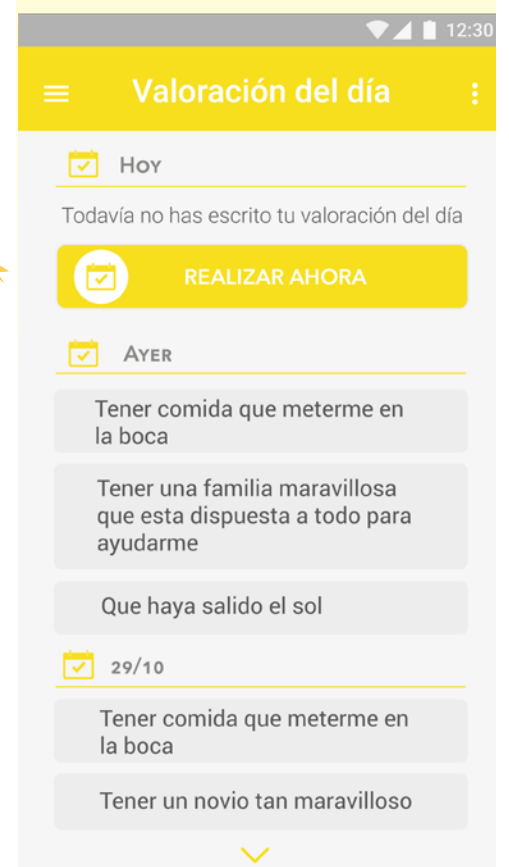 12:30
Valoración del día
Hoy
Todavía no has escrito tu valoración del día
REALIZAR AHORA
Ayer
Tener comida que meterme en
la boca
Tener una familia maravillosa
que esta dispuesta a todo para
ayudarme
Que haya salido el sol
29/10
Tener comida que meterme en
la boca
Tener un novio tan maravilloso